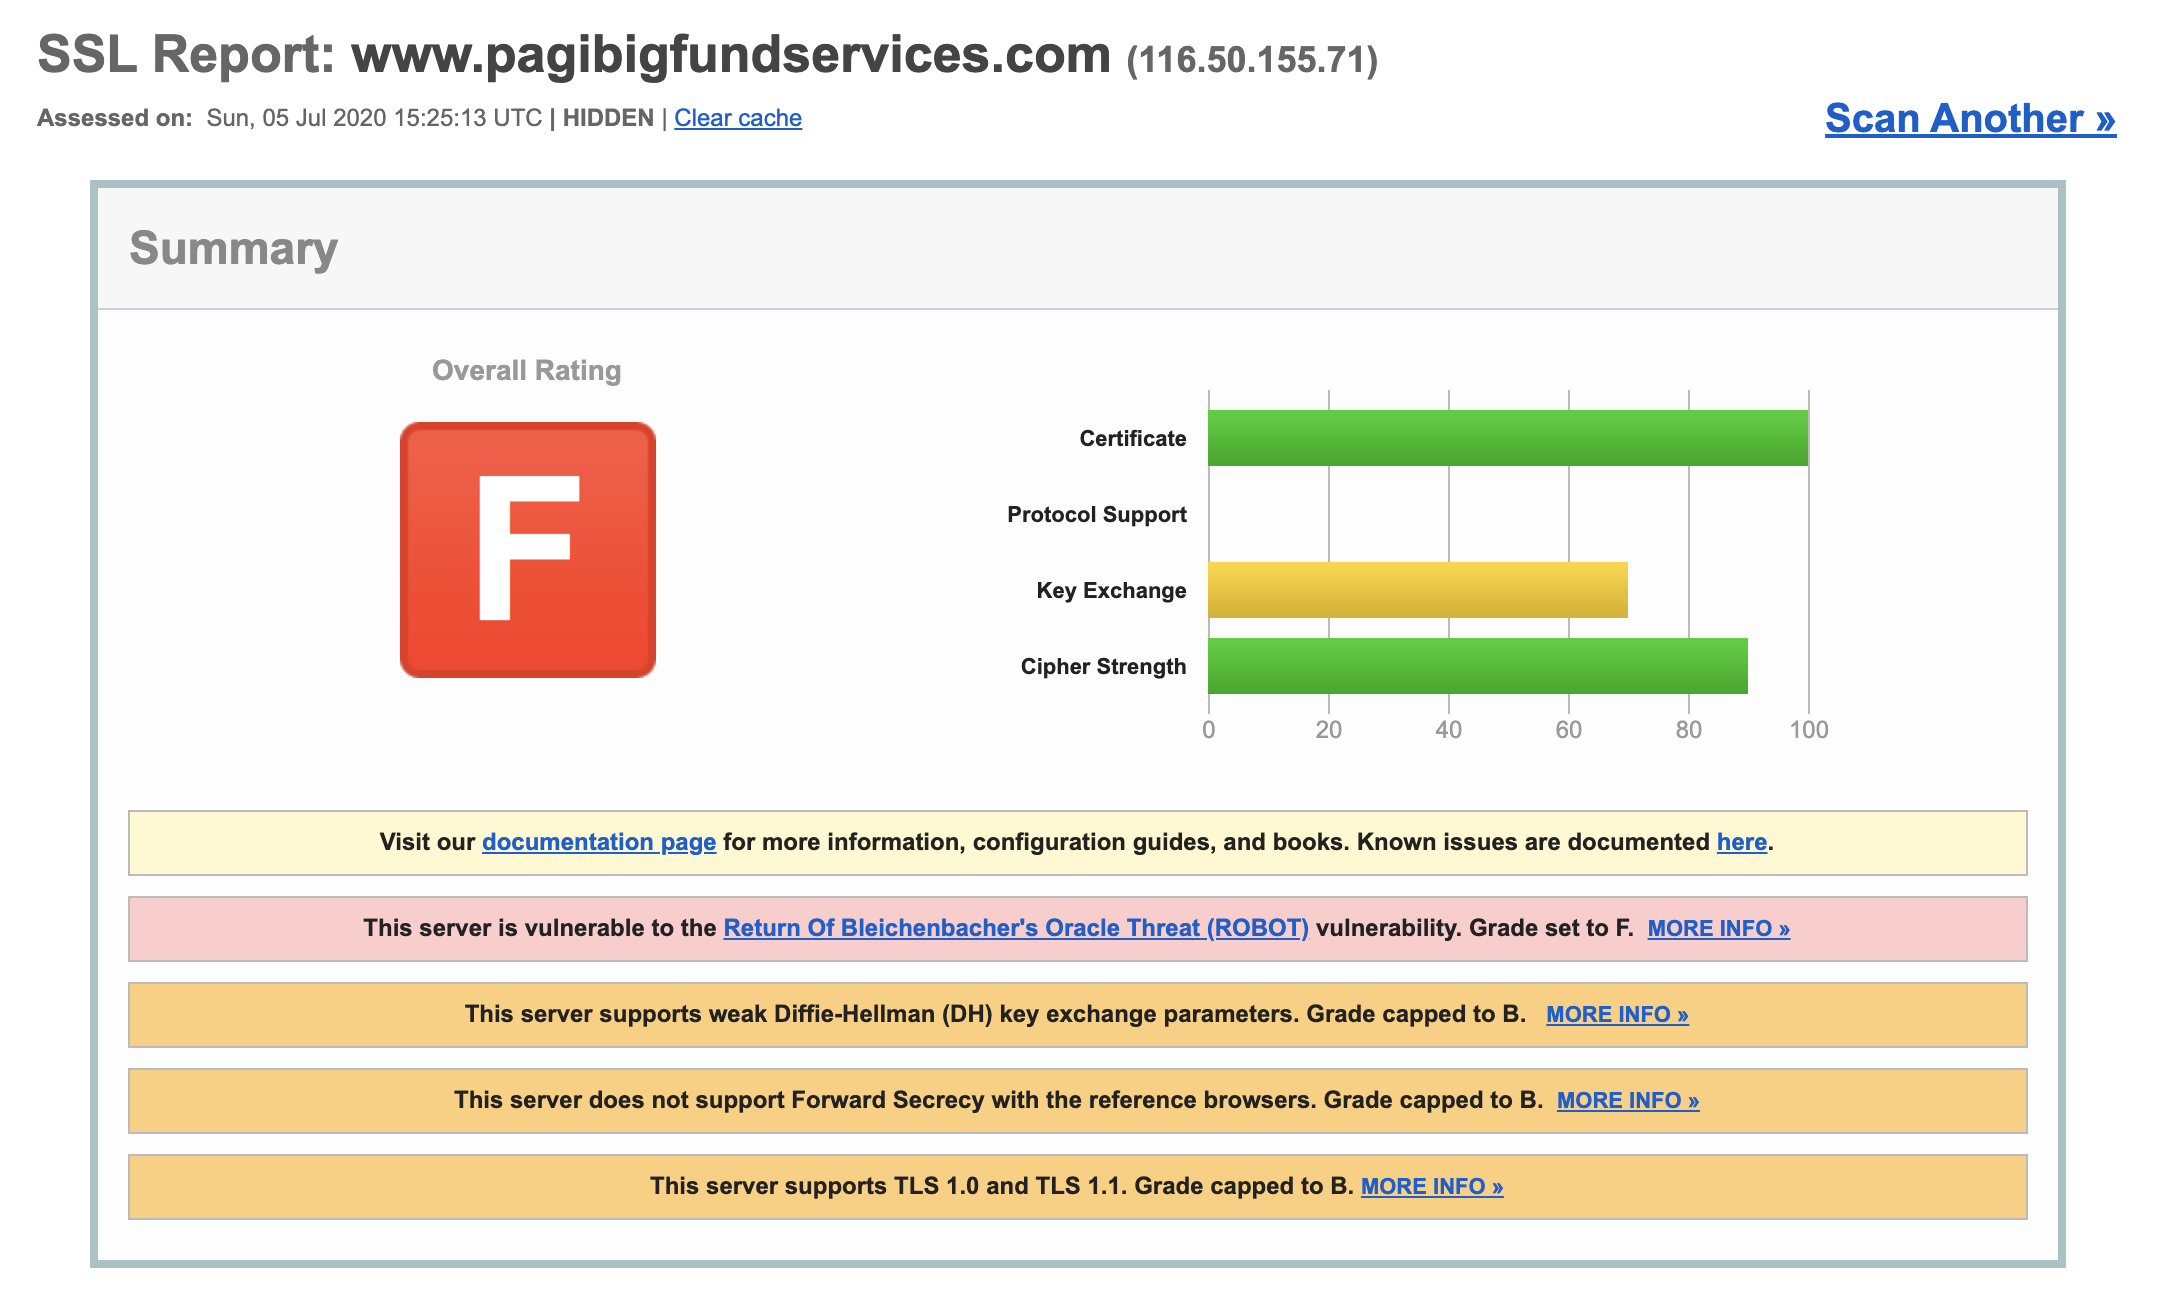 SSL Report: www.pagibigfundservices.com (116.50.155.71)
Assessed on: Sun, 05 Jul 2020 15:25:13 UTC | HIDDEN | Clear cache
Scan Another »
Summary
Overall Rating
F
Certificate
Protocol Support
Key Exchange
Cipher Strength
0 20 40 60 80 100
Visit our documentation page for more information, configuration guides, and books. Known issues are documented here.
This server is vulnerable to the Return Of Bleichenbacher's Oracle Threat (ROBOT) vulnerability. Grade set to F. MORE INFO »
This server supports weak Diffie-Hellman (DH) key exchange parameters. Grade capped to B. MORE INFO »
This server does not support Forward Secrecy with the reference browsers. Grade capped to B. MORE INFO »
This server supports TLS 1.0 and TLS 1.1. Grade capped to B. MORE INFO »